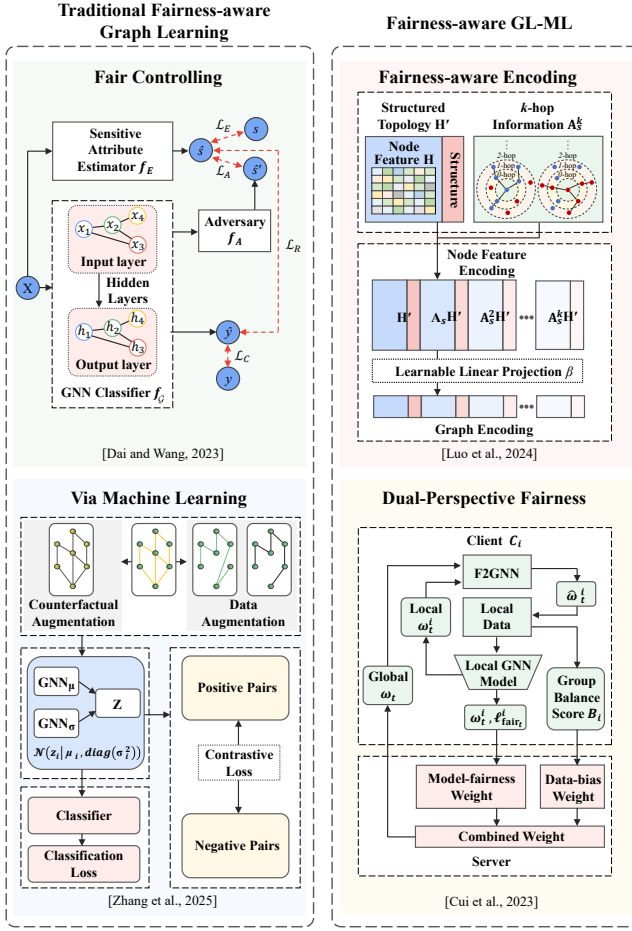 Traditional Fairness-aware
Graph Learning
Fair Controlling
Sensitive
Attribute
Estimator f_E
ŝ
ℒ_E
s
ℒ_A
ŝ′
Adversary
f_A
ℒ_R
X
x₁
x₂
x₄
x₃
Input layer
Hidden
Layers
h₁
h₂
h₄
h₃
Output layer
GNN Classifier f_𝒢
ŷ
ℒ_C
y
[Dai and Wang, 2023]
Via Machine Learning
Counterfactual
Augmentation
Data
Augmentation
GNN_μ
GNN_σ
Z
𝒩(z_i|μ_i, diag(σ_i²))
Classifier
Classification
Loss
Positive Pairs
Contrastive
Loss
Negative Pairs
[Zhang et al., 2025]
Fairness-aware GL-ML
Fairness-aware Encoding
Structured
Topology H′
Node
Feature H
Structure
k-hop
Information A_s^k
2-hop
1-hop
0-hop
2-hop
1-hop
0-hop
Node Feature
Encoding
H′
A_sH′
A_s²H′
A_s^kH′
Learnable Linear Projection β
Graph Encoding
[Luo et al., 2024]
Dual-Perspective Fairness
Client C_i
F2GNN
ω̂_t^i
Local
ω_t^i
Local
Data
Global
ω_t
Local GNN
Model
Group
Balance
Score B_i
ω_t^i, ℓ_fair_t^i
Model-fairness
Weight
Data-bias
Weight
Combined Weight
Server
[Cui et al., 2023]